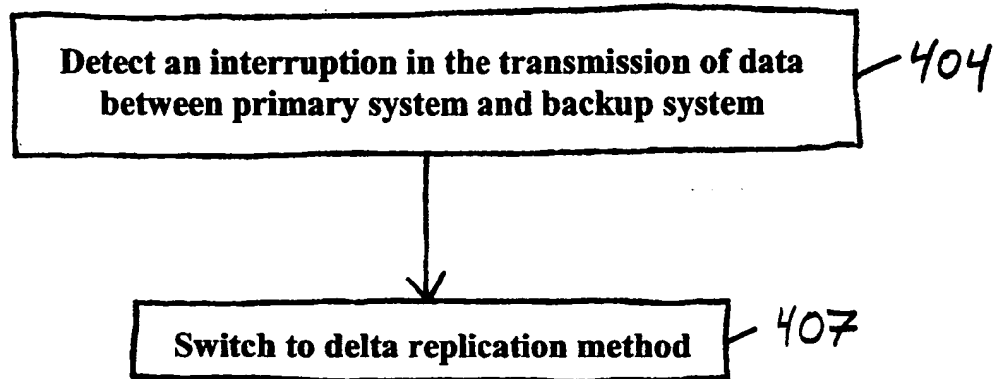 Detect an interruption in the transmission of data
between primary system and backup system
404
Switch to delta replication method
407